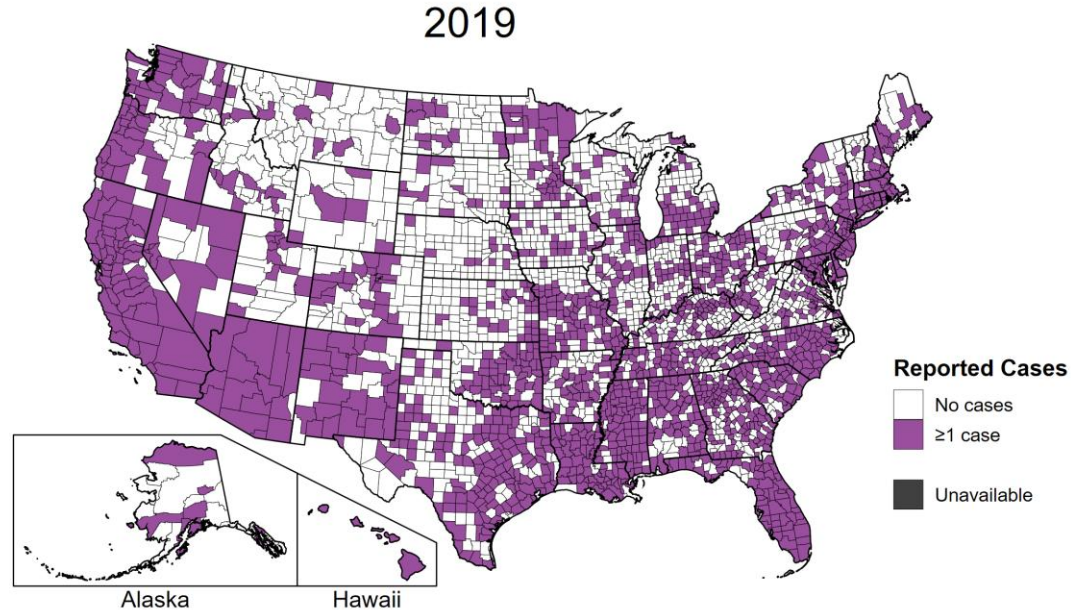 2019
Reported Cases
No cases
≥1 case
Unavailable
Alaska
Hawaii